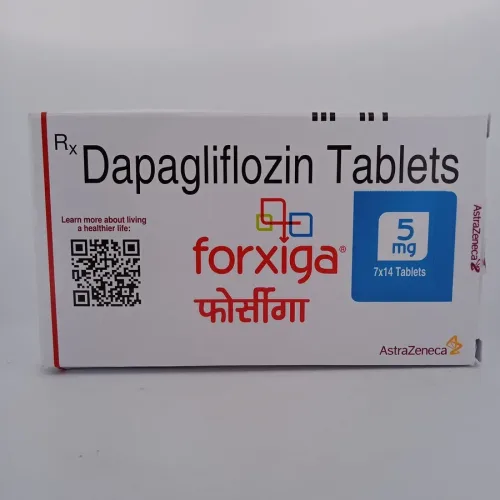 Rx Dapagliflozin Tablets
Learn more about living
a healthier life:
forxiga®
फोर्सीगा
5
mg
7x14 Tablets
AstraZeneca
AstraZeneca